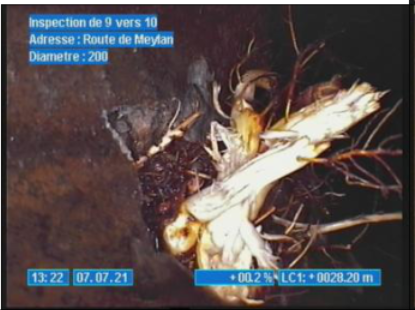 Inspection de 9 vers 10
Adresse : Route de Meylan
Diametre : 200
13:22 07.07.21 +00.2 % LC1: +0028.20 m